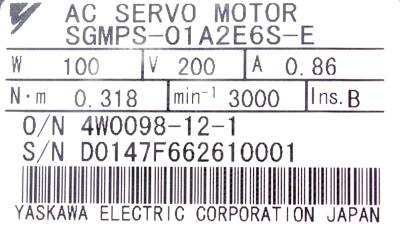 AC SERVO MOTOR
SGMPS-01A2E6S-E
W 100 V 200 A 0.86
N·m 0.318 min⁻¹ 3000 Ins. B
O/N 4W0098-12-1
S/N D0147F662610001
YASKAWA ELECTRIC CORPORATION JAPAN